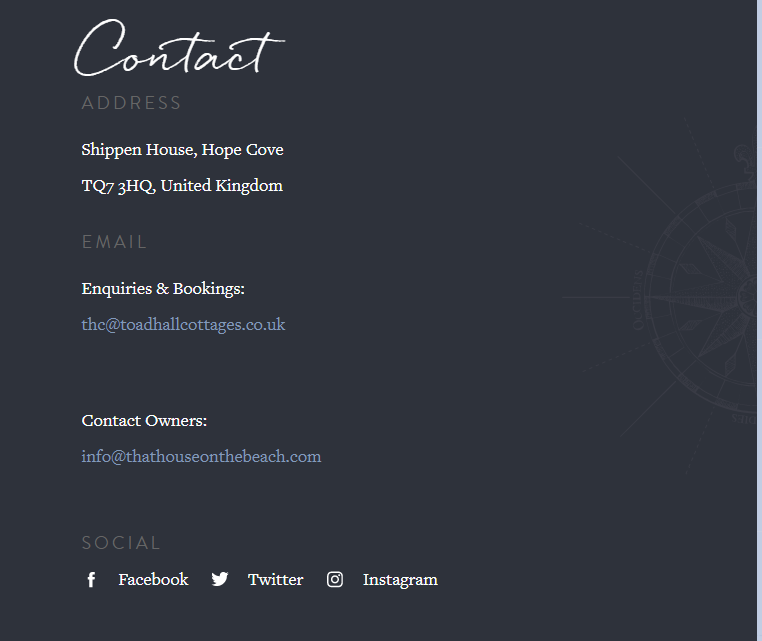 Contact
ADDRESS
Shippen House, Hope Cove
TQ7 3HQ, United Kingdom
EMAIL
Enquiries & Bookings:
thc@toadhallcottages.co.uk
Contact Owners:
info@thathouseonthebeach.com
SOCIAL
Facebook Twitter Instagram